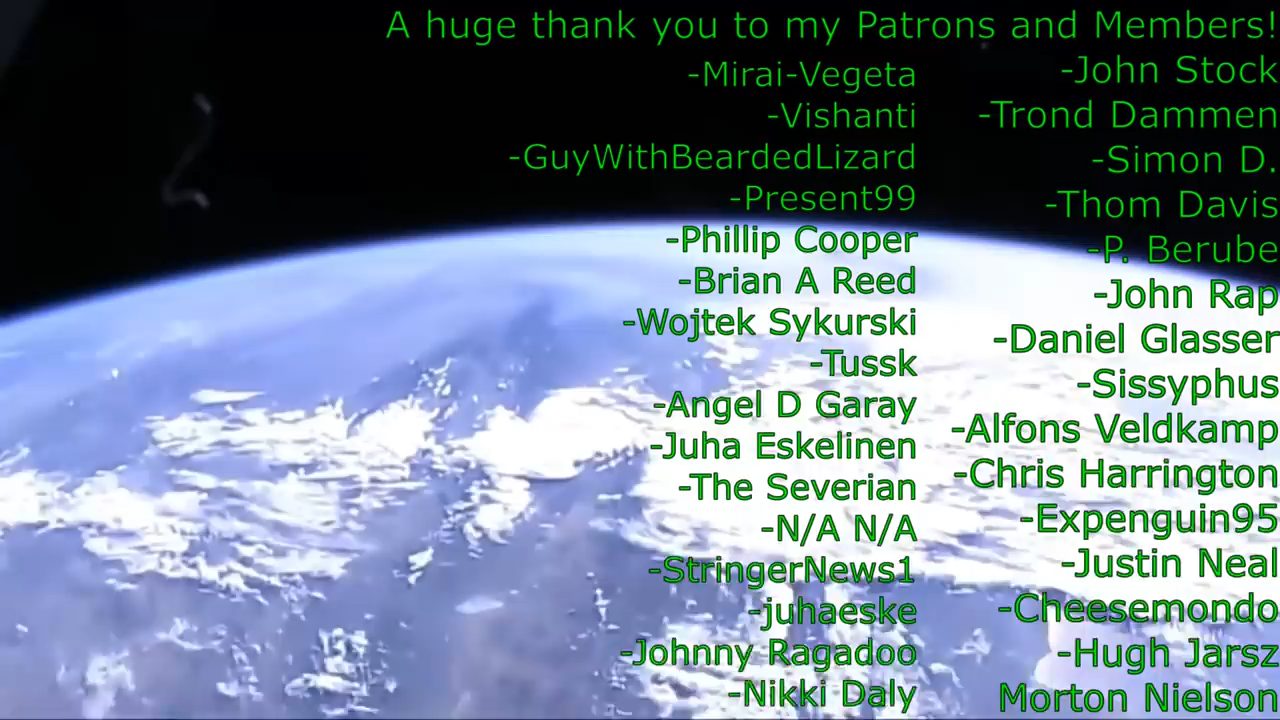 A huge thank you to my Patrons and Members!
-Mirai-Vegeta
-Vishanti
-GuyWithBeardedLizard
-Present99
-Phillip Cooper
-Brian A Reed
-Wojtek Sykurski
-Tussk
-Angel D Garay
-Juha Eskelinen
-The Severian
-N/A N/A
-StringerNews1
-juhaeske
-Johnny Ragadoo
-Nikki Daly
-John Stock
-Trond Dammen
-Simon D.
-Thom Davis
-P. Berube
-John Rap
-Daniel Glasser
-Sissyphus
-Alfons Veldkamp
-Chris Harrington
-Expenguin95
-Justin Neal
-Cheesemondo
-Hugh Jarsz
Morton Nielson